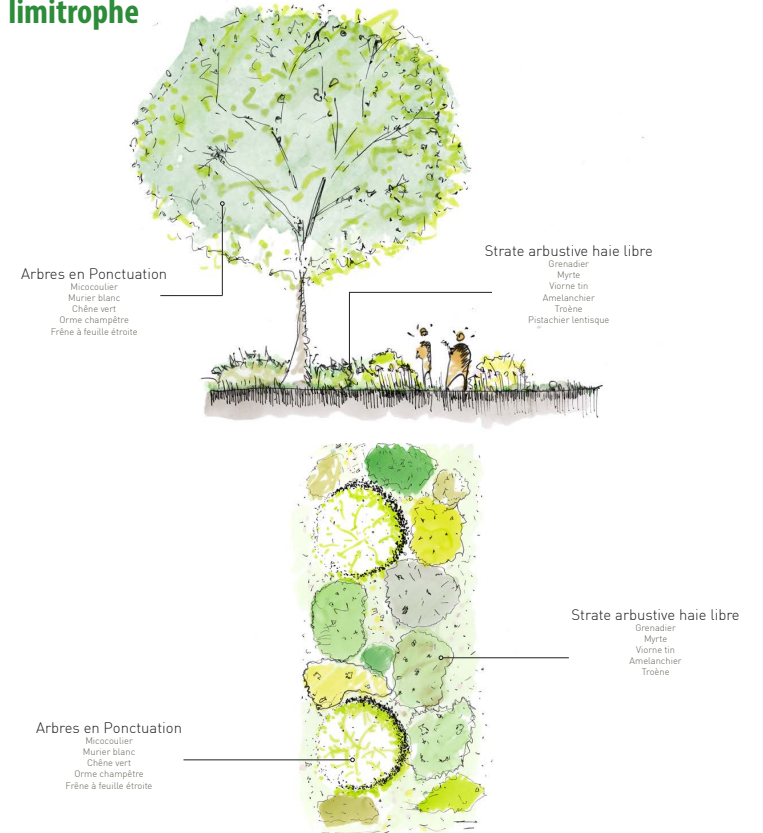 limitrophe
Arbres en Ponctuation
Micocoulier
Murier blanc
Chêne vert
Orme champêtre
Frêne à feuille étroite
Strate arbustive haie libre
Grenadier
Myrte
Viorne tin
Amelanchier
Troène
Pistachier lentisque
Strate arbustive haie libre
Grenadier
Myrte
Viorne tin
Amelanchier
Troène
Arbres en Ponctuation
Micocoulier
Murier blanc
Chêne vert
Orme champêtre
Frêne à feuille étroite